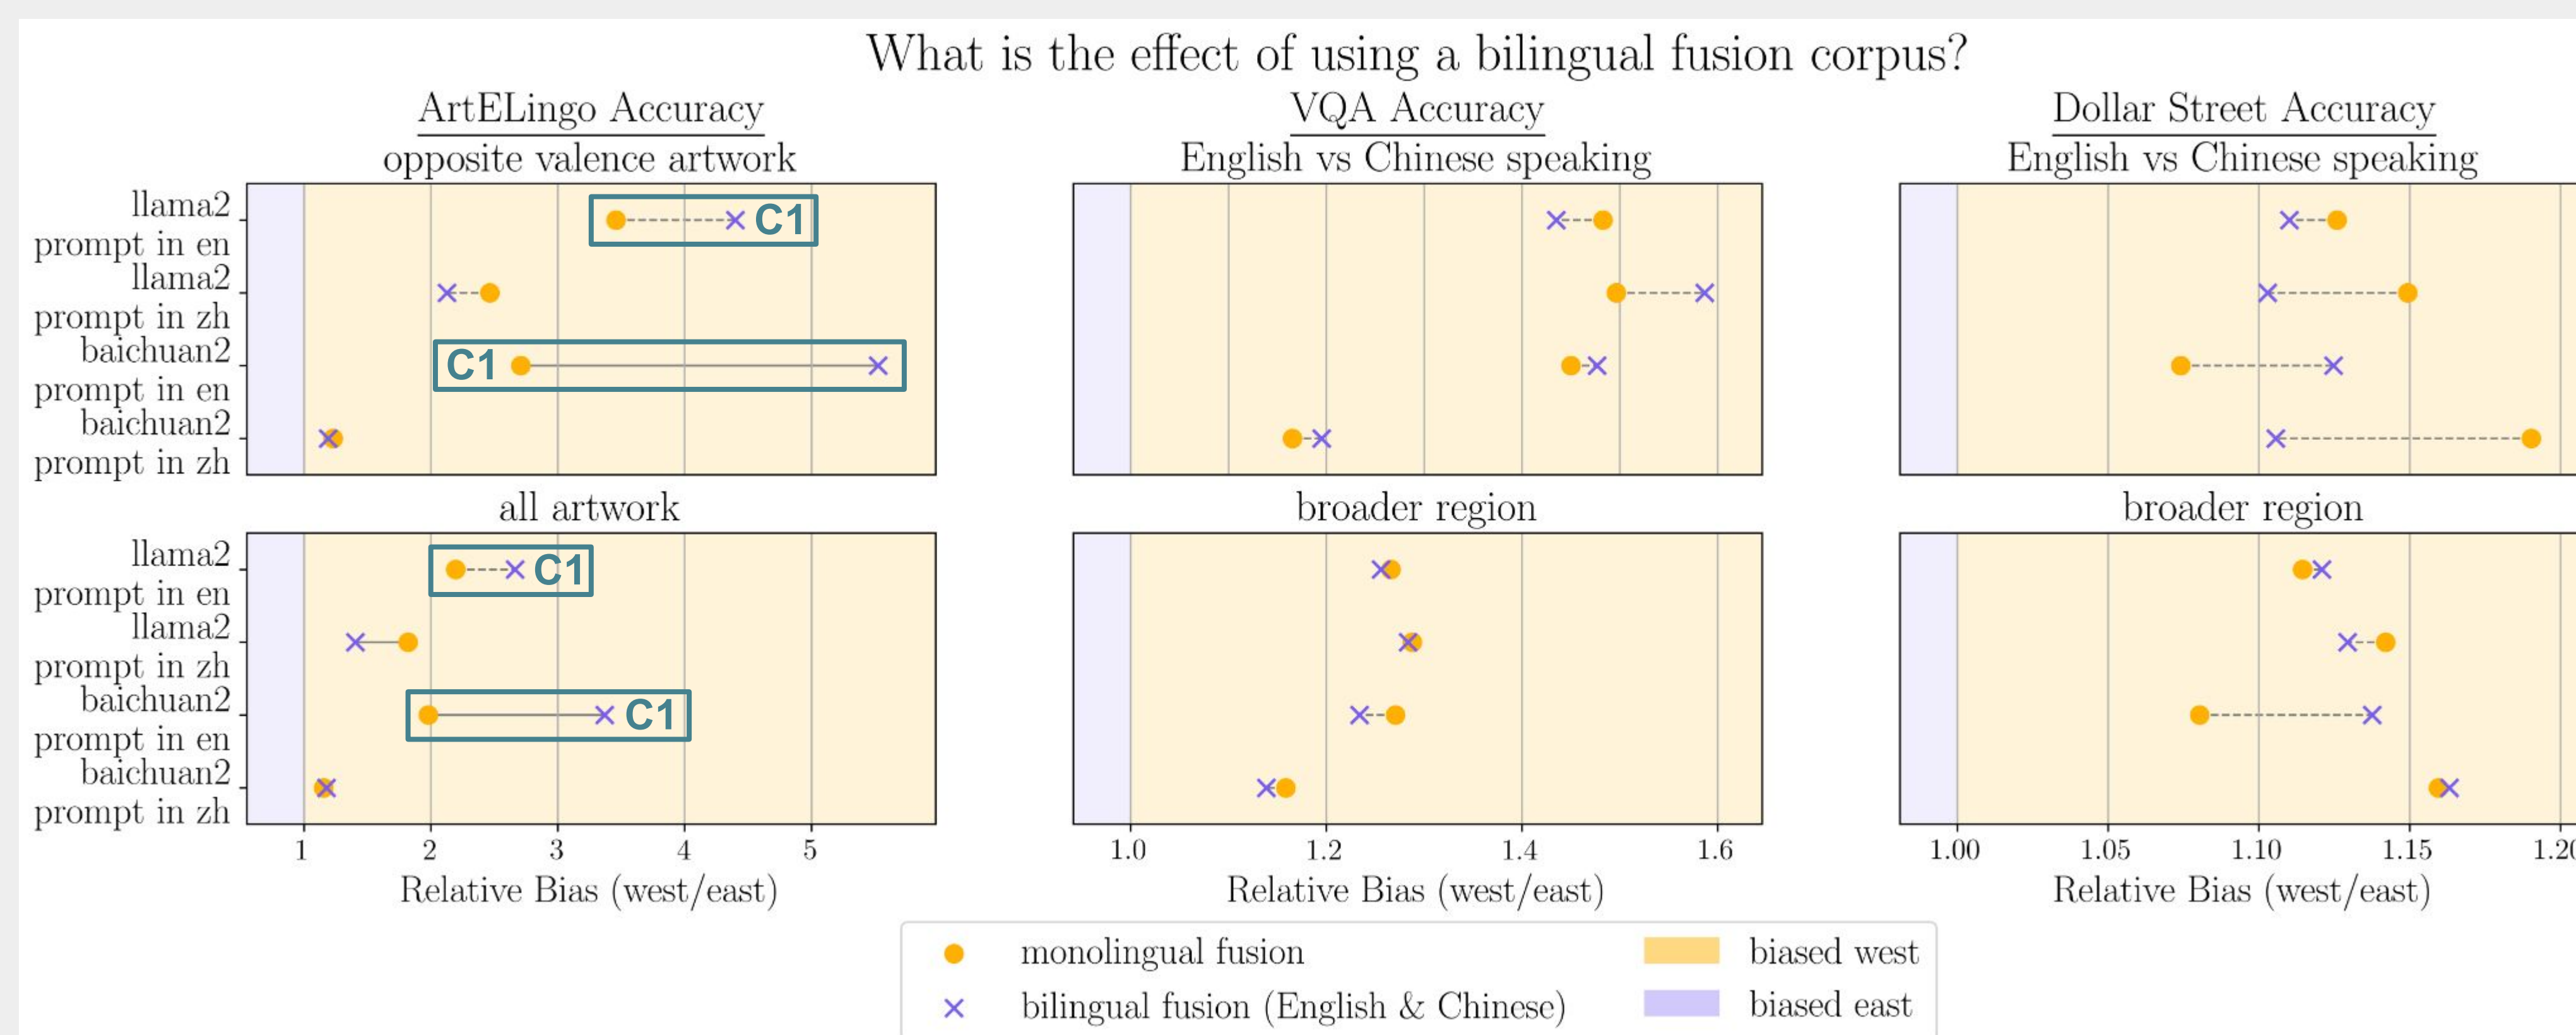 What is the effect of using a bilingual fusion corpus?
ArtELingo Accuracy
opposite valence artwork
llama2
prompt in en
llama2
prompt in zh
baichuan2
prompt in en
baichuan2
prompt in zh
C1
C1
VQA Accuracy
English vs Chinese speaking
Dollar Street Accuracy
English vs Chinese speaking
all artwork
llama2
prompt in en
llama2
prompt in zh
baichuan2
prompt in en
baichuan2
prompt in zh
C1
C1
1 2 3 4 5
Relative Bias (west/east)
broader region
1.0 1.2 1.4 1.6
Relative Bias (west/east)
broader region
1.00 1.05 1.10 1.15 1.20
Relative Bias (west/east)
monolingual fusion
bilingual fusion (English & Chinese)
biased west
biased east